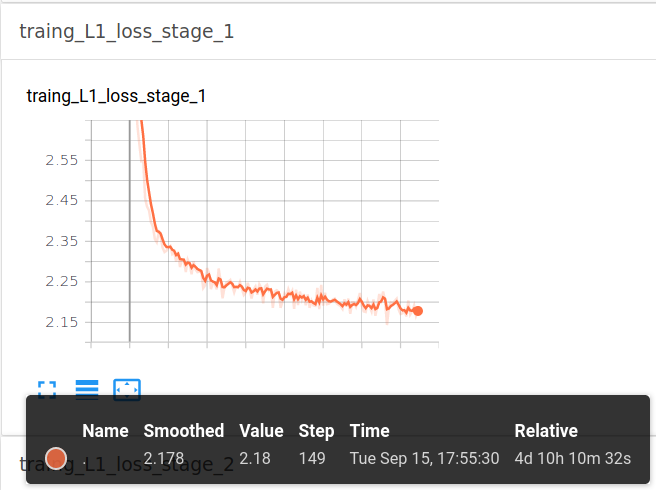 traing_L1_loss_stage_1
traing_L1_loss_stage_1
2.55
2.45
2.35
2.25
2.15
Name Smoothed Value Step Time Relative
. 2.178 2.18 149 Tue Sep 15, 17:55:30 4d 10h 10m 32s
traing_L1_loss_stage_2